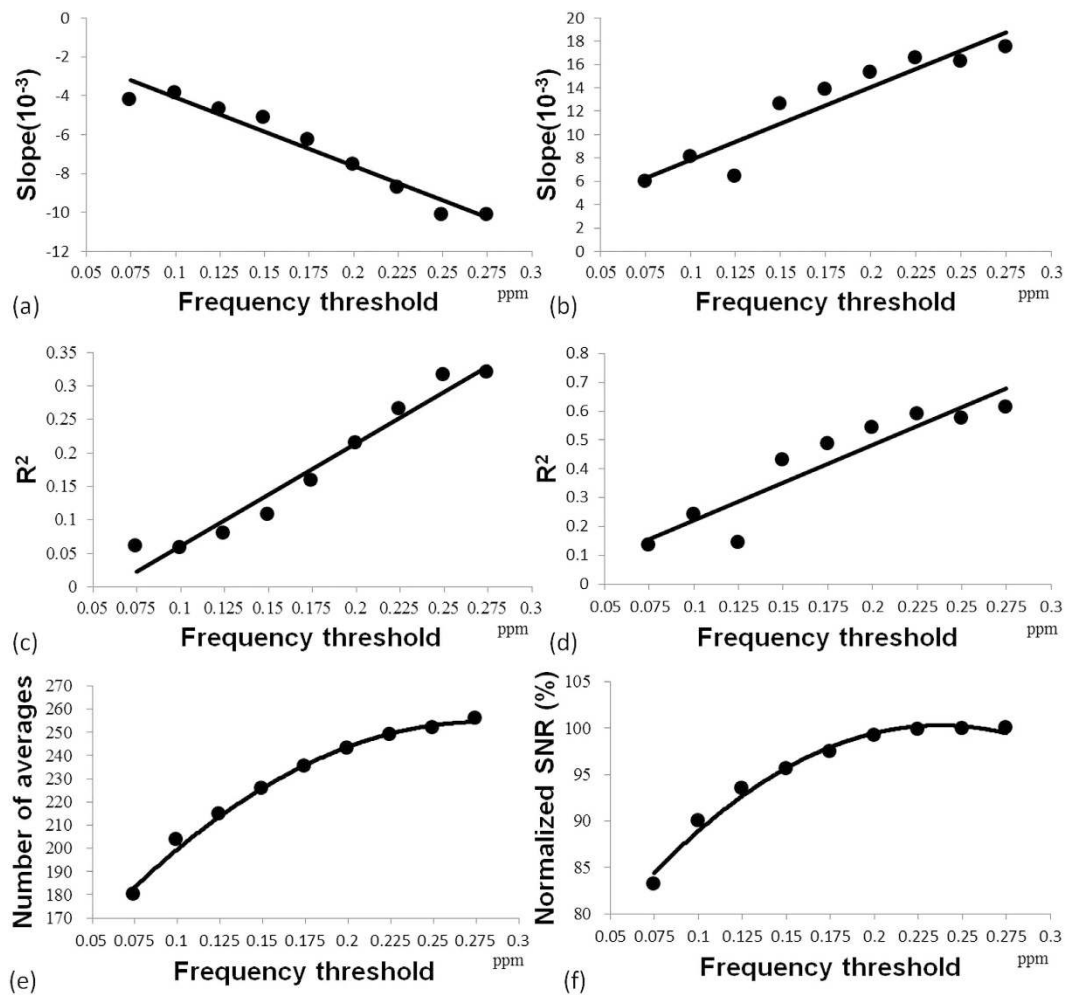 0
-2
-4
-6
-8
-10
-12
Slope(10⁻³)
0.05 0.075 0.1 0.125 0.15 0.175 0.2 0.225 0.25 0.275 0.3
ppm
(a) Frequency threshold
20
18
16
14
12
10
8
6
4
2
0
Slope(10⁻³)
0.05 0.075 0.1 0.125 0.15 0.175 0.2 0.225 0.25 0.275 0.3
ppm
(b) Frequency threshold
0.35
0.3
0.25
0.2
0.15
0.1
0.05
0
R²
0.05 0.075 0.1 0.125 0.15 0.175 0.2 0.225 0.25 0.275 0.3
ppm
(c) Frequency threshold
0.8
0.7
0.6
0.5
0.4
0.3
0.2
0.1
0
R²
0.05 0.075 0.1 0.125 0.15 0.175 0.2 0.225 0.25 0.275 0.3
ppm
(d) Frequency threshold
270
260
250
240
230
220
210
200
190
180
170
Number of averages
0.05 0.075 0.1 0.125 0.15 0.175 0.2 0.225 0.25 0.275 0.3
ppm
(e) Frequency threshold
105
100
95
90
85
80
Normalized SNR (%)
0.05 0.075 0.1 0.125 0.15 0.175 0.2 0.225 0.25 0.275 0.3
ppm
(f) Frequency threshold